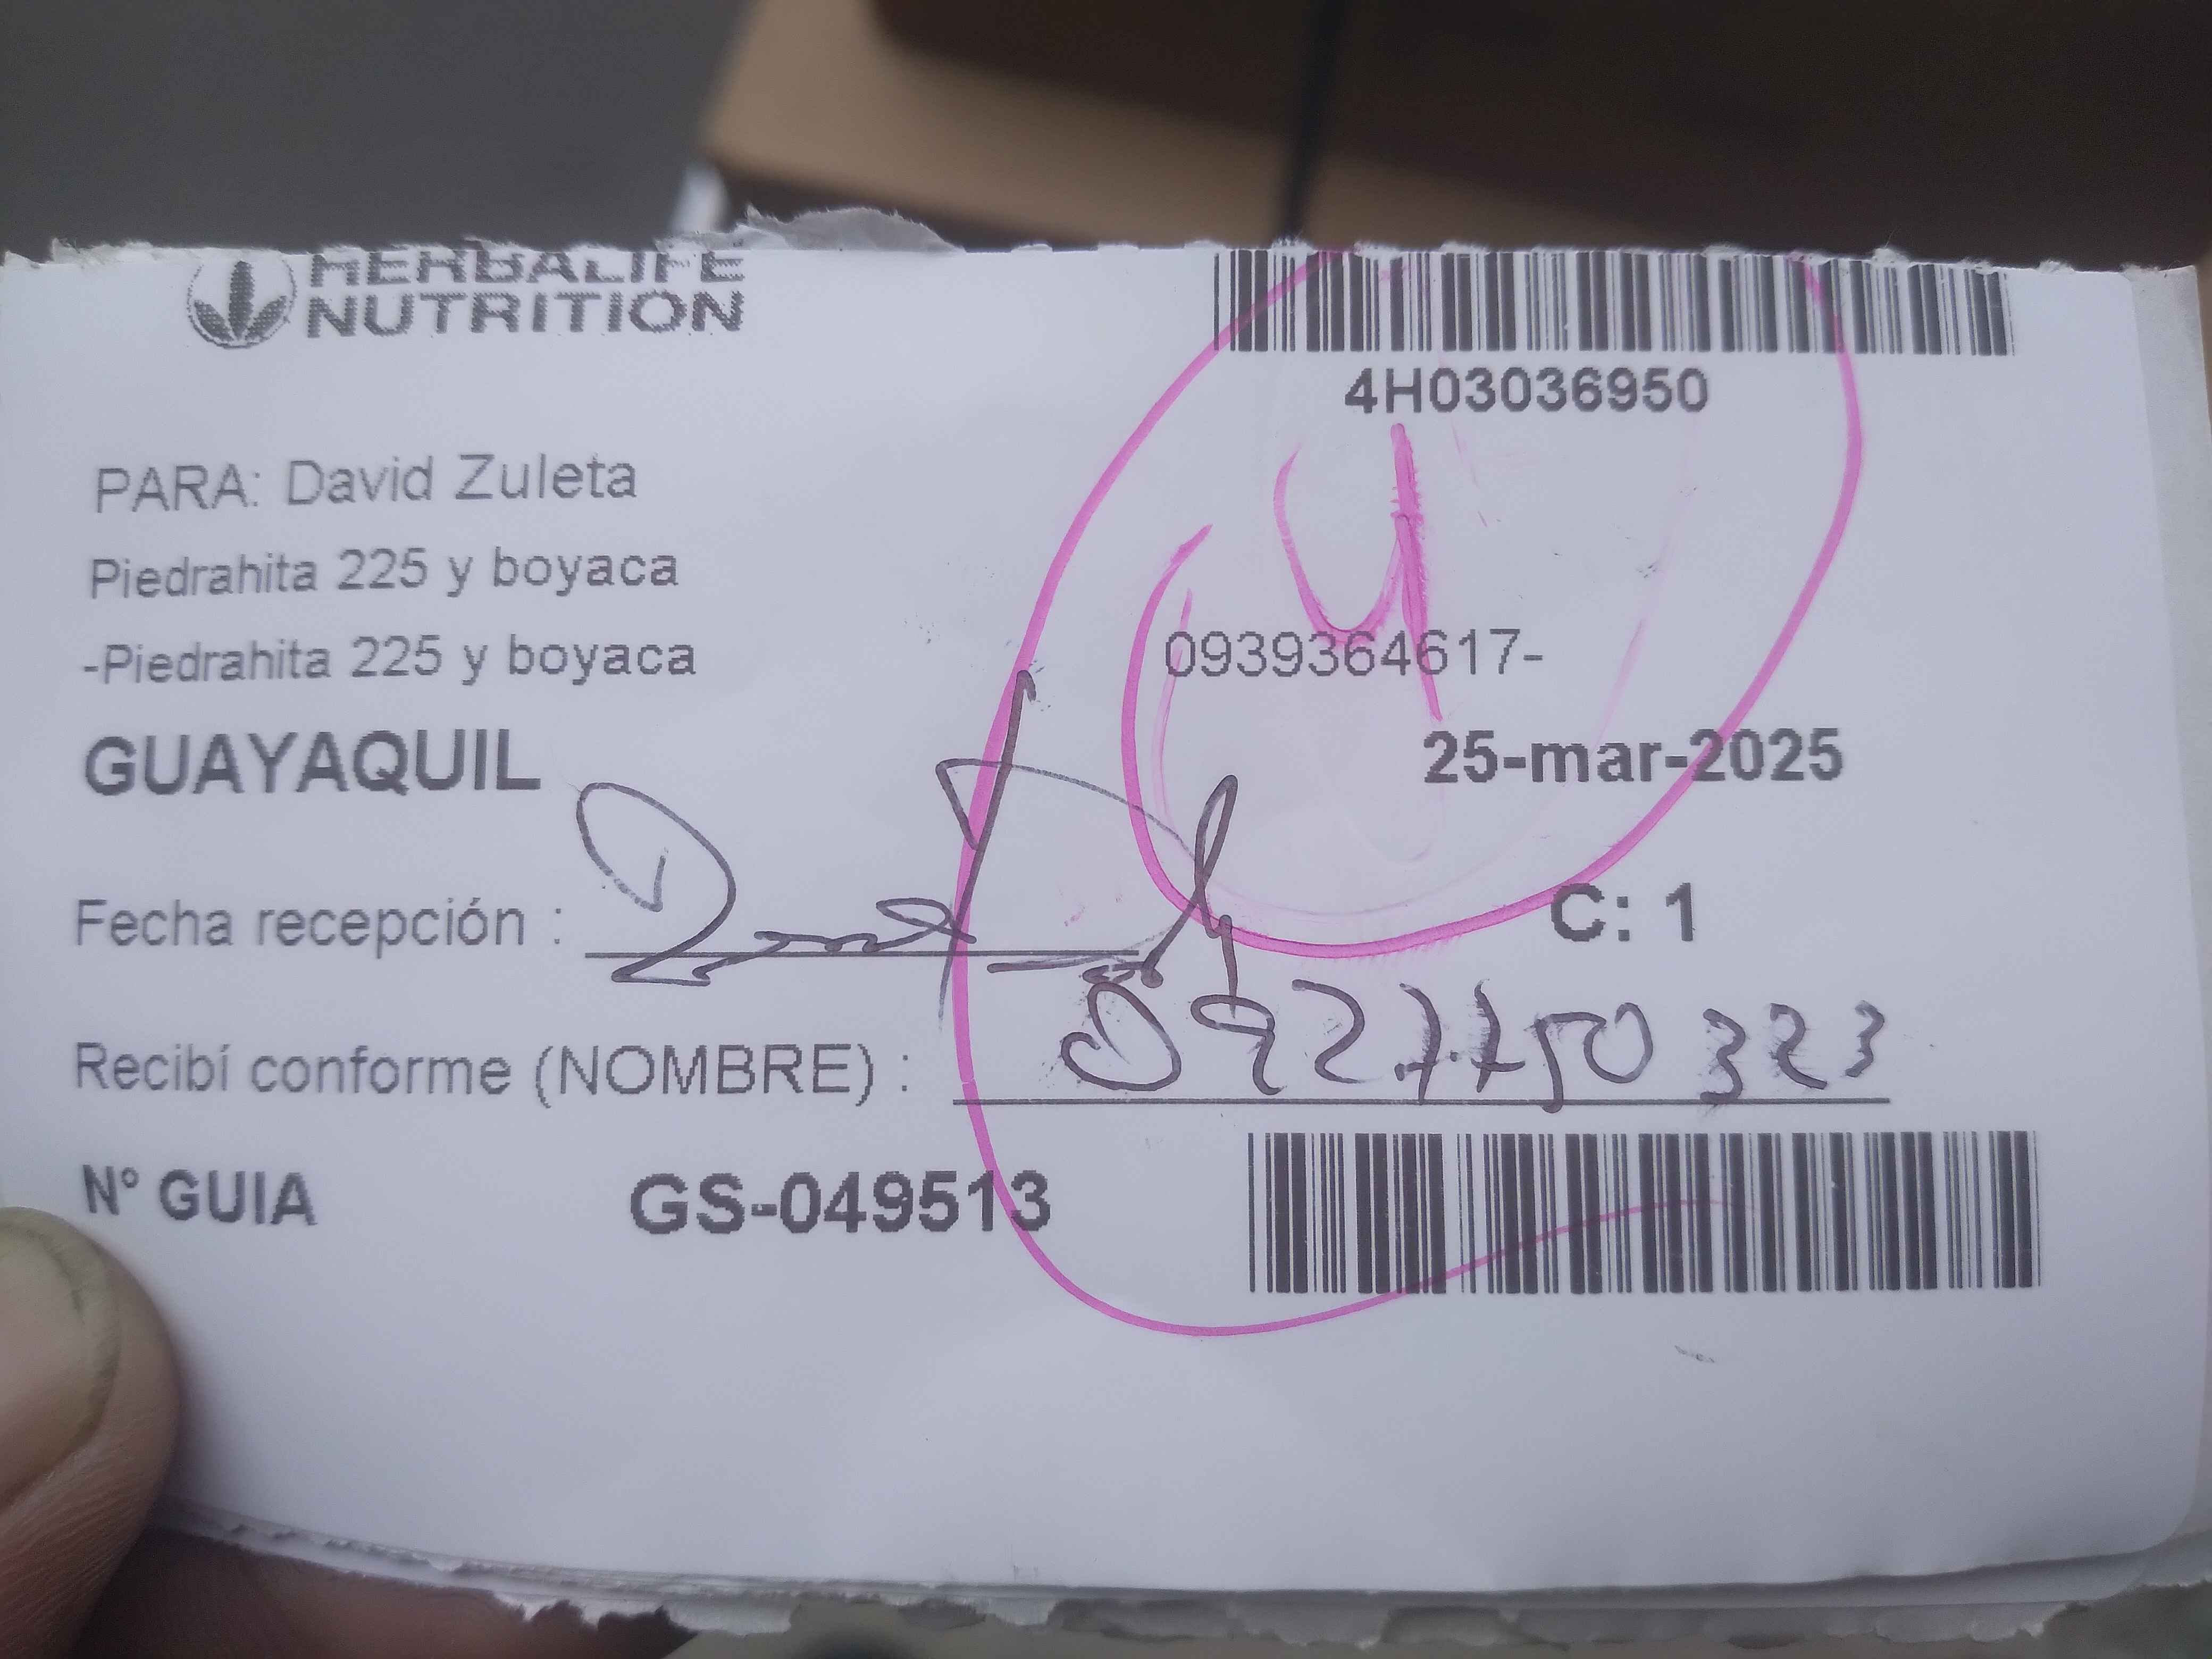 HERBALIFE
NUTRITION
4H03036950
PARA: David Zuleta
Piedrahita 225 y boyaca
-Piedrahita 225 y boyaca
0939364617-
GUAYAQUIL
25-mar-2025
Fecha recepción :
C: 1
Recibí conforme (NOMBRE) : 0927750323
N° GUIA GS-049513